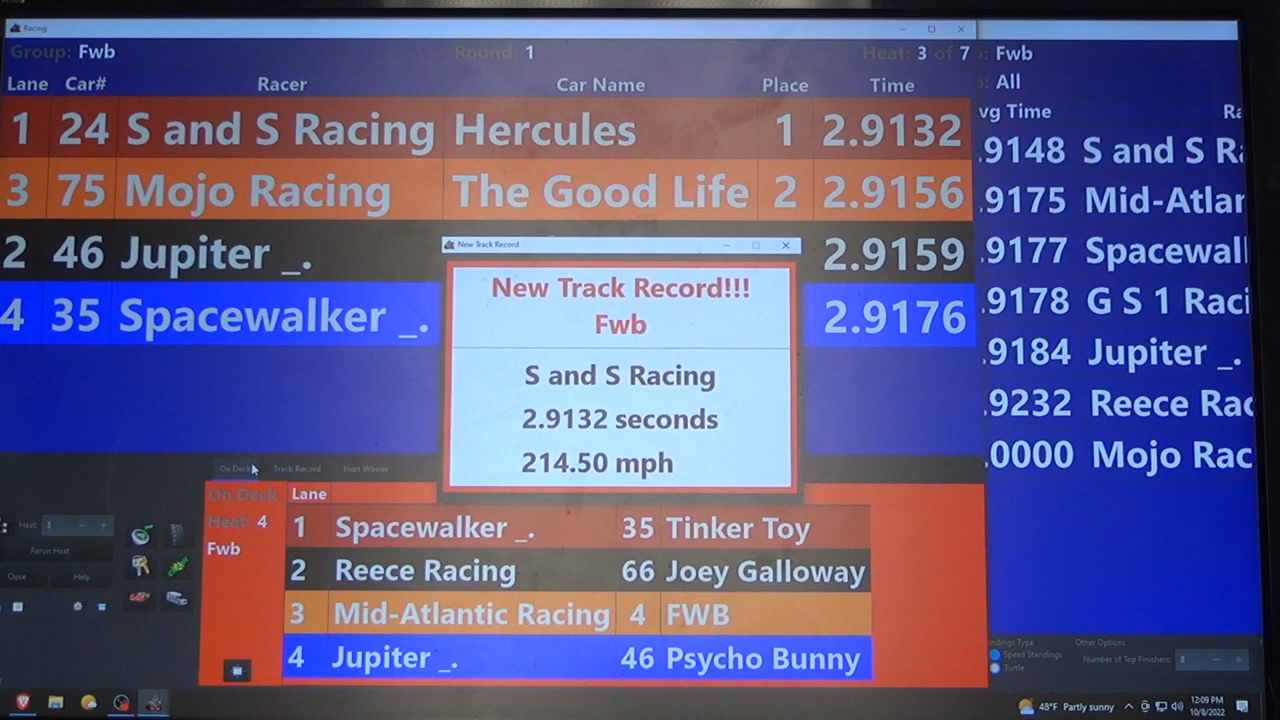 Racing
Group: Fwb Round: 1 Heat: 3 of 7
Lane Car# Racer Car Name Place Time
1 24 S and S Racing Hercules 1 2.9132
3 75 Mojo Racing The Good Life 2 2.9156
2 46 Jupiter _. 2.9159
4 35 Spacewalker _. 2.9176
New Track Record
New Track Record!!!
Fwb
S and S Racing
2.9132 seconds
214.50 mph
: Fwb
: All
vg Time Ra
.9148 S and S Ra
.9175 Mid-Atlan
.9177 Spacewall
.9178 G S 1 Raci
.9184 Jupiter _.
.9232 Reece Rac
.0000 Mojo Rac
On Deck Track Record Heat Winner
On Deck Lane
Heat: 4
Fwb
1 Spacewalker _. 35 Tinker Toy
2 Reece Racing 66 Joey Galloway
3 Mid-Atlantic Racing 4 FWB
4 Jupiter _. 46 Psycho Bunny
Heat: 3 − +
Rerun Heat
Close Help
ndings Type Other Options
Speed Standings Number of Top Finishers: 8 − +
Turtle
48°F Partly sunny 12:09 PM
10/8/2022